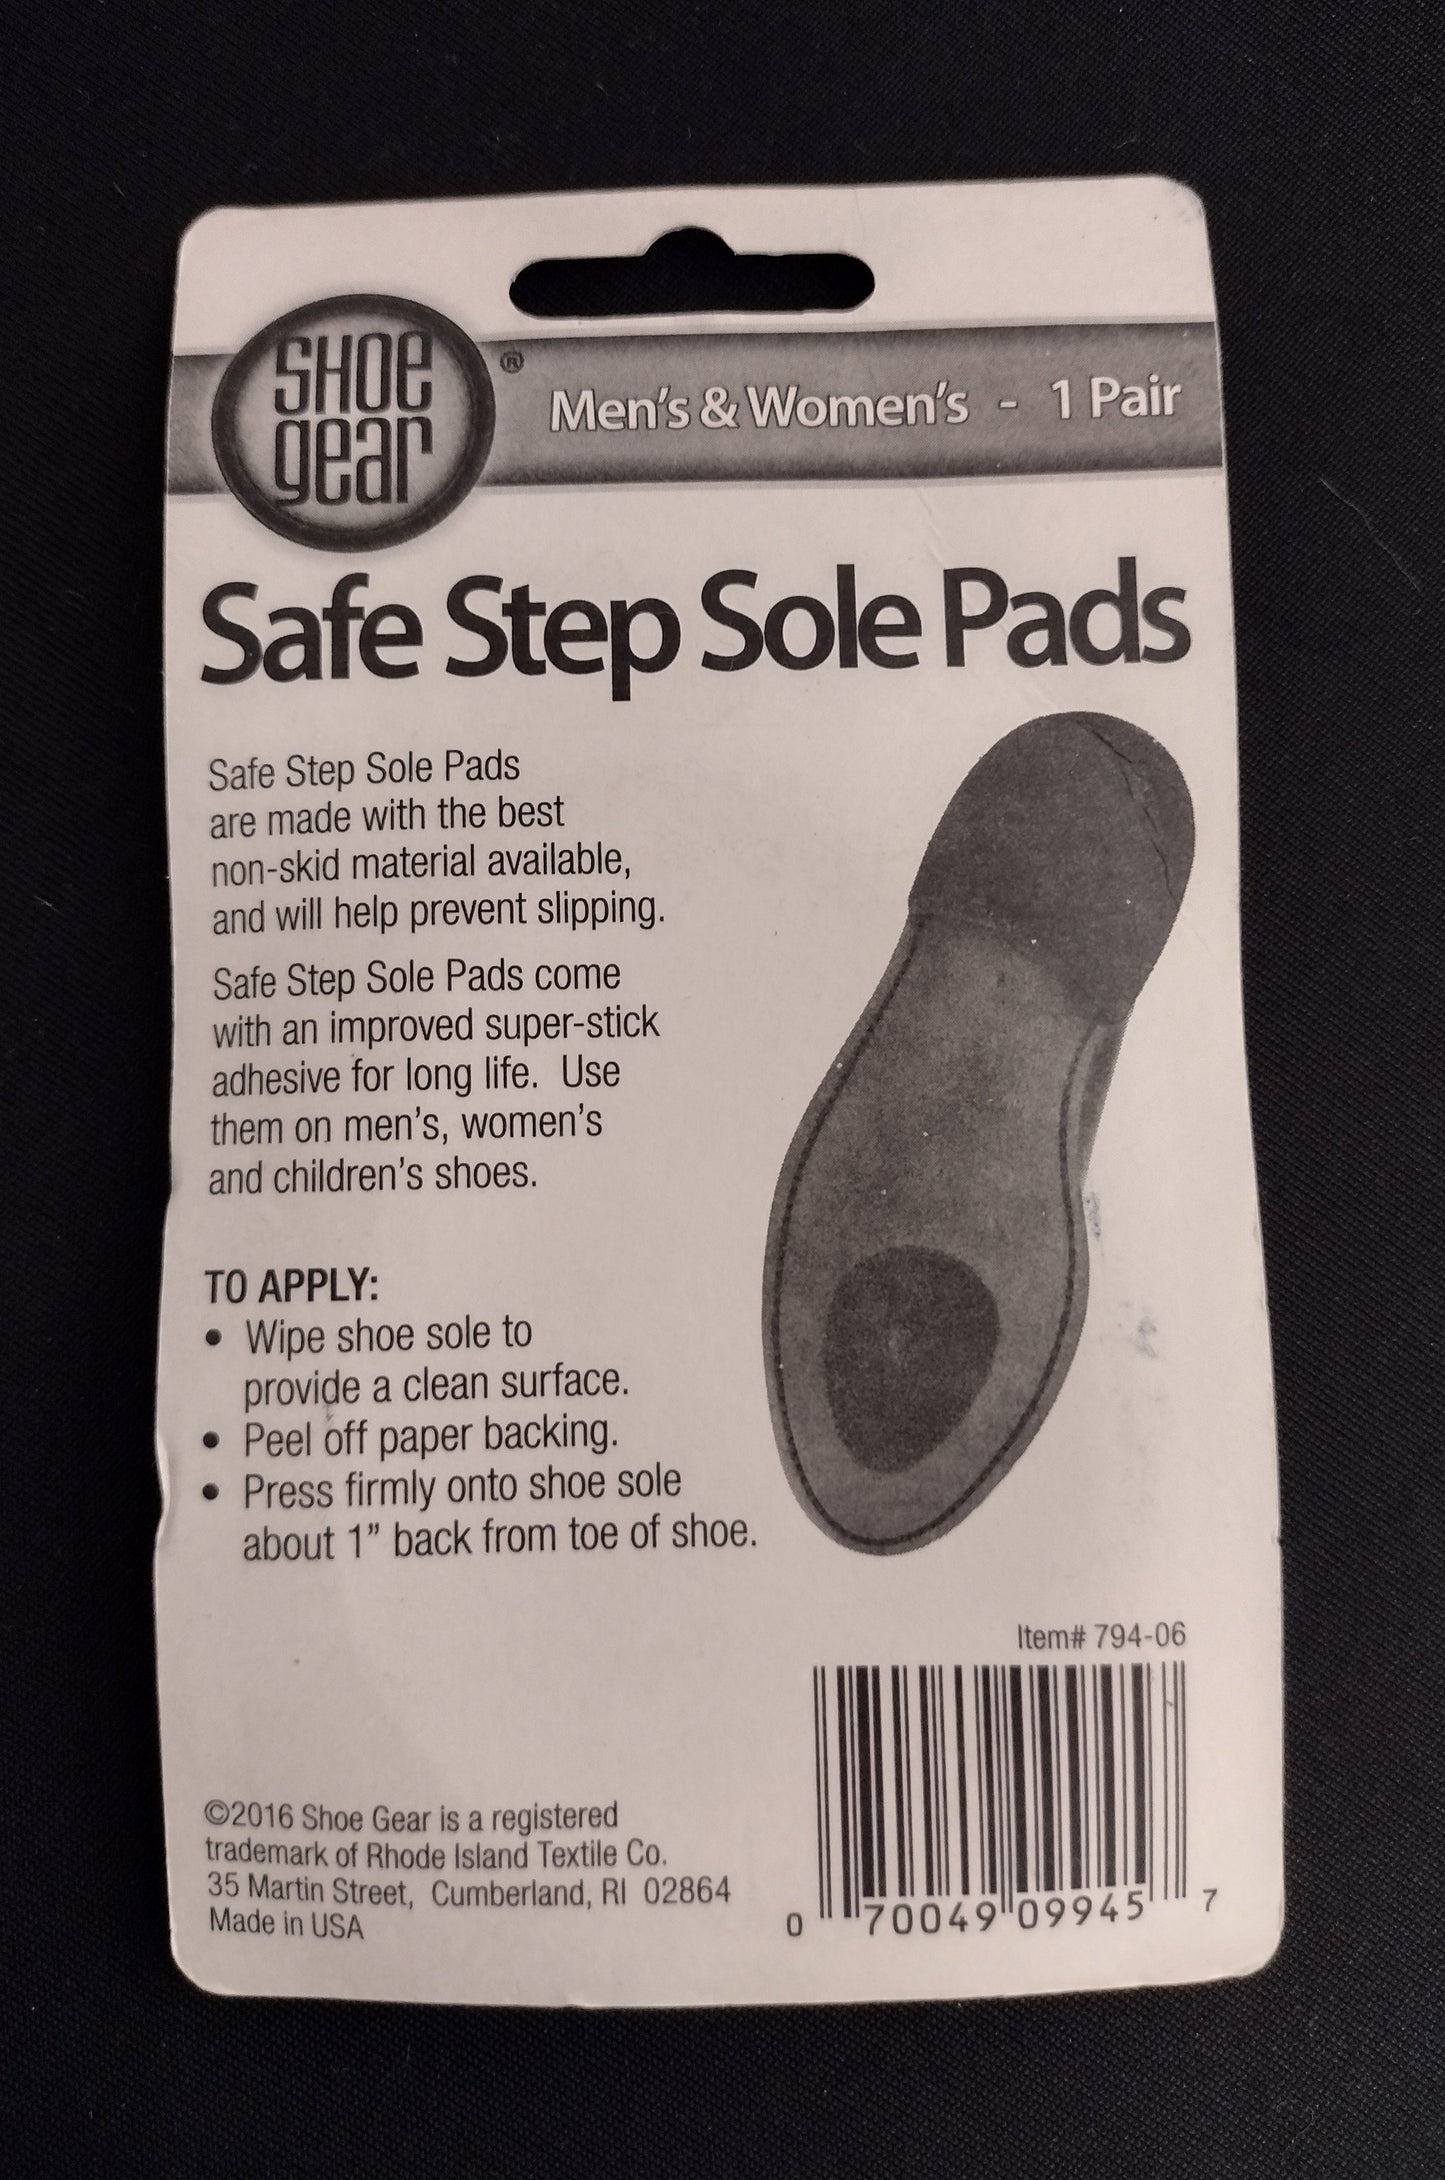 SHOE
gear
®
Men's & Women's - 1 Pair
Safe Step Sole Pads
Safe Step Sole Pads
are made with the best
non-skid material available,
and will help prevent slipping.
Safe Step Sole Pads come
with an improved super-stick
adhesive for long life. Use
them on men's, women's
and children's shoes.
TO APPLY:
• Wipe shoe sole to
provide a clean surface.
• Peel off paper backing.
• Press firmly onto shoe sole
about 1" back from toe of shoe.
Item# 794-06
0 70049 09945 7
©2016 Shoe Gear is a registered
trademark of Rhode Island Textile Co.
35 Martin Street, Cumberland, RI 02864
Made in USA